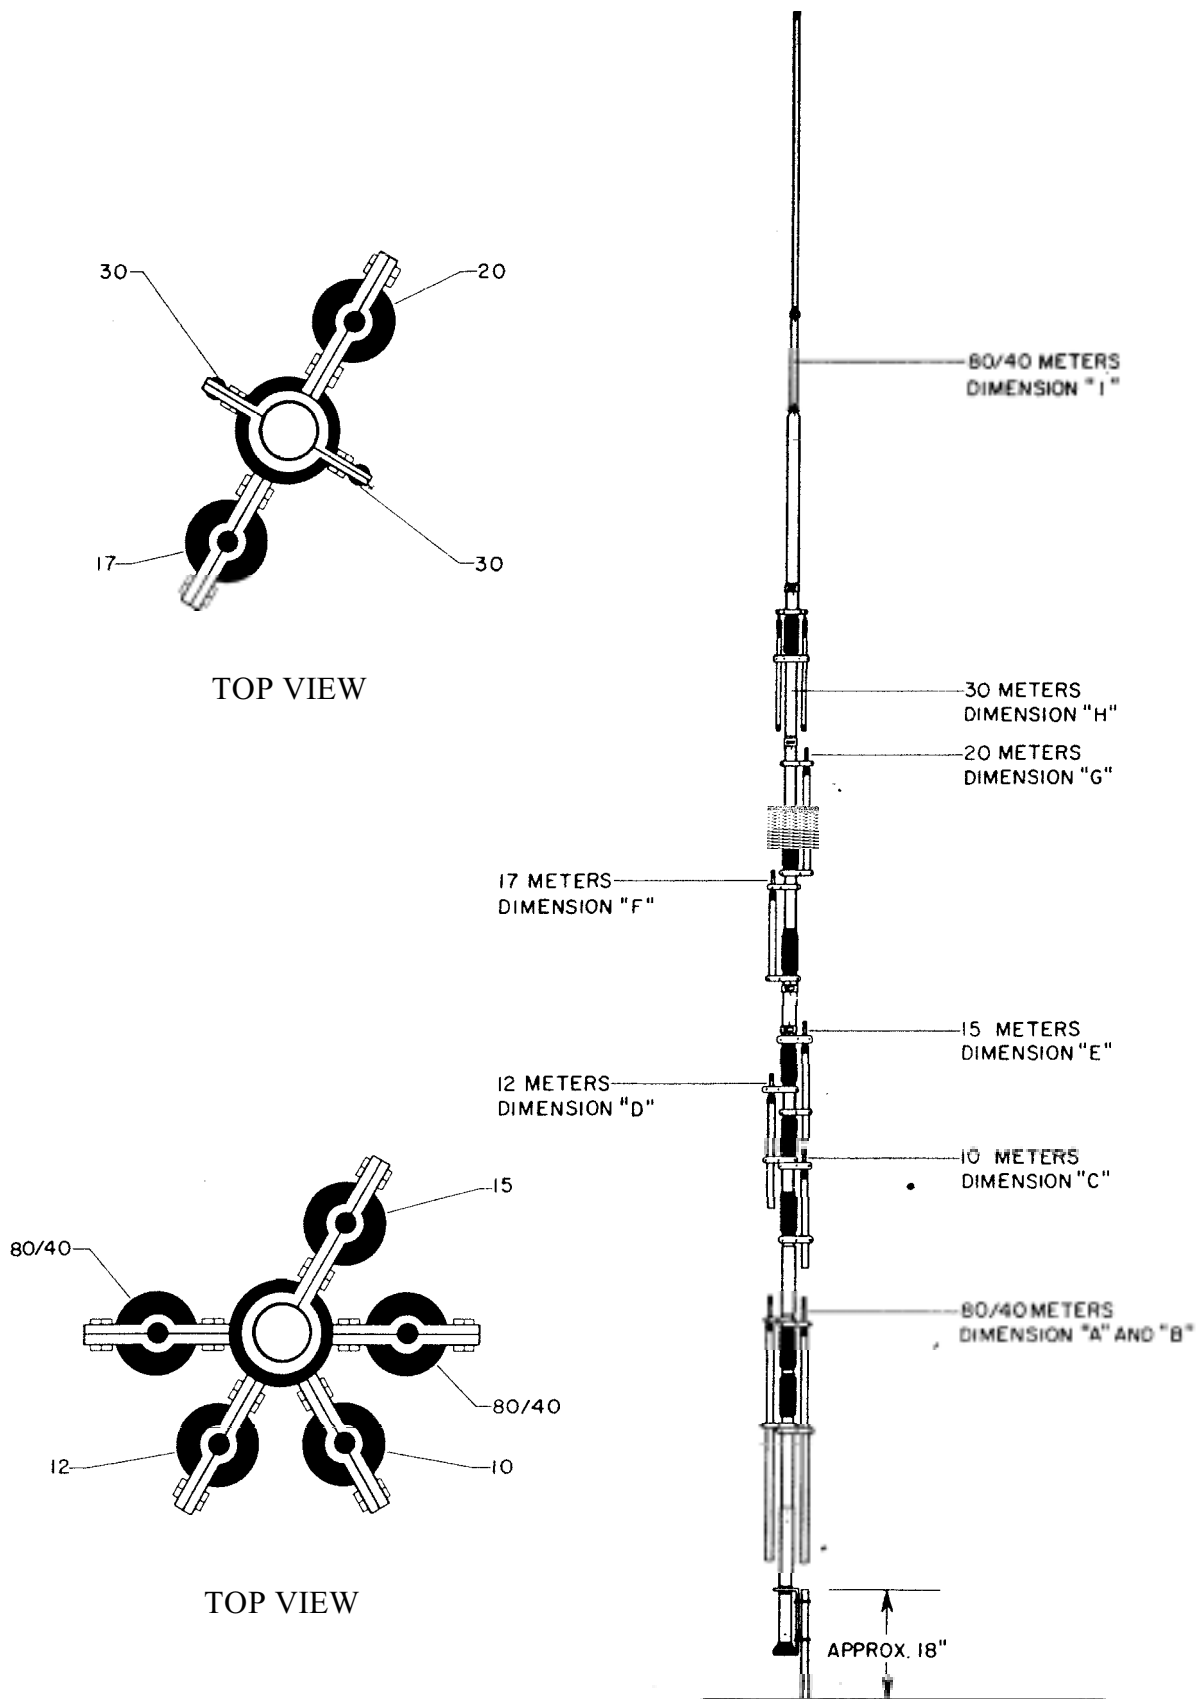 30
20
17
30
TOP VIEW
80/40 METERS
DIMENSION "I"
30 METERS
DIMENSION "H"
20 METERS
DIMENSION "G"
17 METERS
DIMENSION "F"
15 METERS
DIMENSION "E"
12 METERS
DIMENSION "D"
10 METERS
DIMENSION "C"
80/40 METERS
DIMENSION "A" AND "B"
15
80/40
80/40
12
10
TOP VIEW
APPROX. 18"